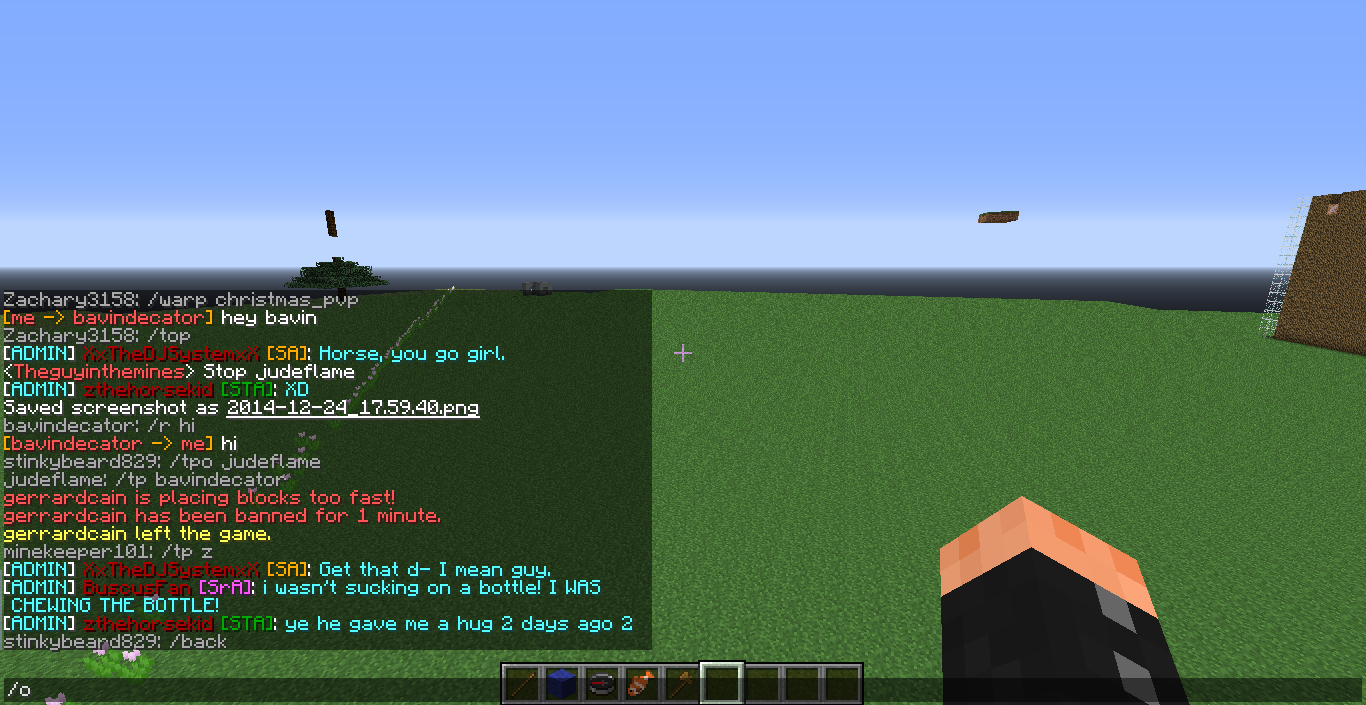 Zachary3158: /warp christmas_pvp
[me -> bavindecator] hey bavin
Zachary3158: /top
[ADMIN] XxTheDJSystemxX [SA]: Horse, you go girl.
<Theguyinthemines> Stop judeflame
[ADMIN] zthehorsekid [STA]: XD
Saved screenshot as 2014-12-24_17.59.40.png
bavindecator: /r hi
[bavindecator -> me] hi
stinkybeard829: /tpo judeflame
judeflame: /tp bavindecator
gerrardcain is placing blocks too fast!
gerrardcain has been banned for 1 minute.
gerrardcain left the game.
minekeeper101: /tp z
[ADMIN] XxTheDJSystemxX [SA]: Get that d- I mean guy.
[ADMIN] BuscusFan [SrA]: i wasn't sucking on a bottle! I WAS
CHEWING THE BOTTLE!
[ADMIN] zthehorsekid [STA]: ye he gave me a hug 2 days ago 2
stinkybeard829: /back
/o